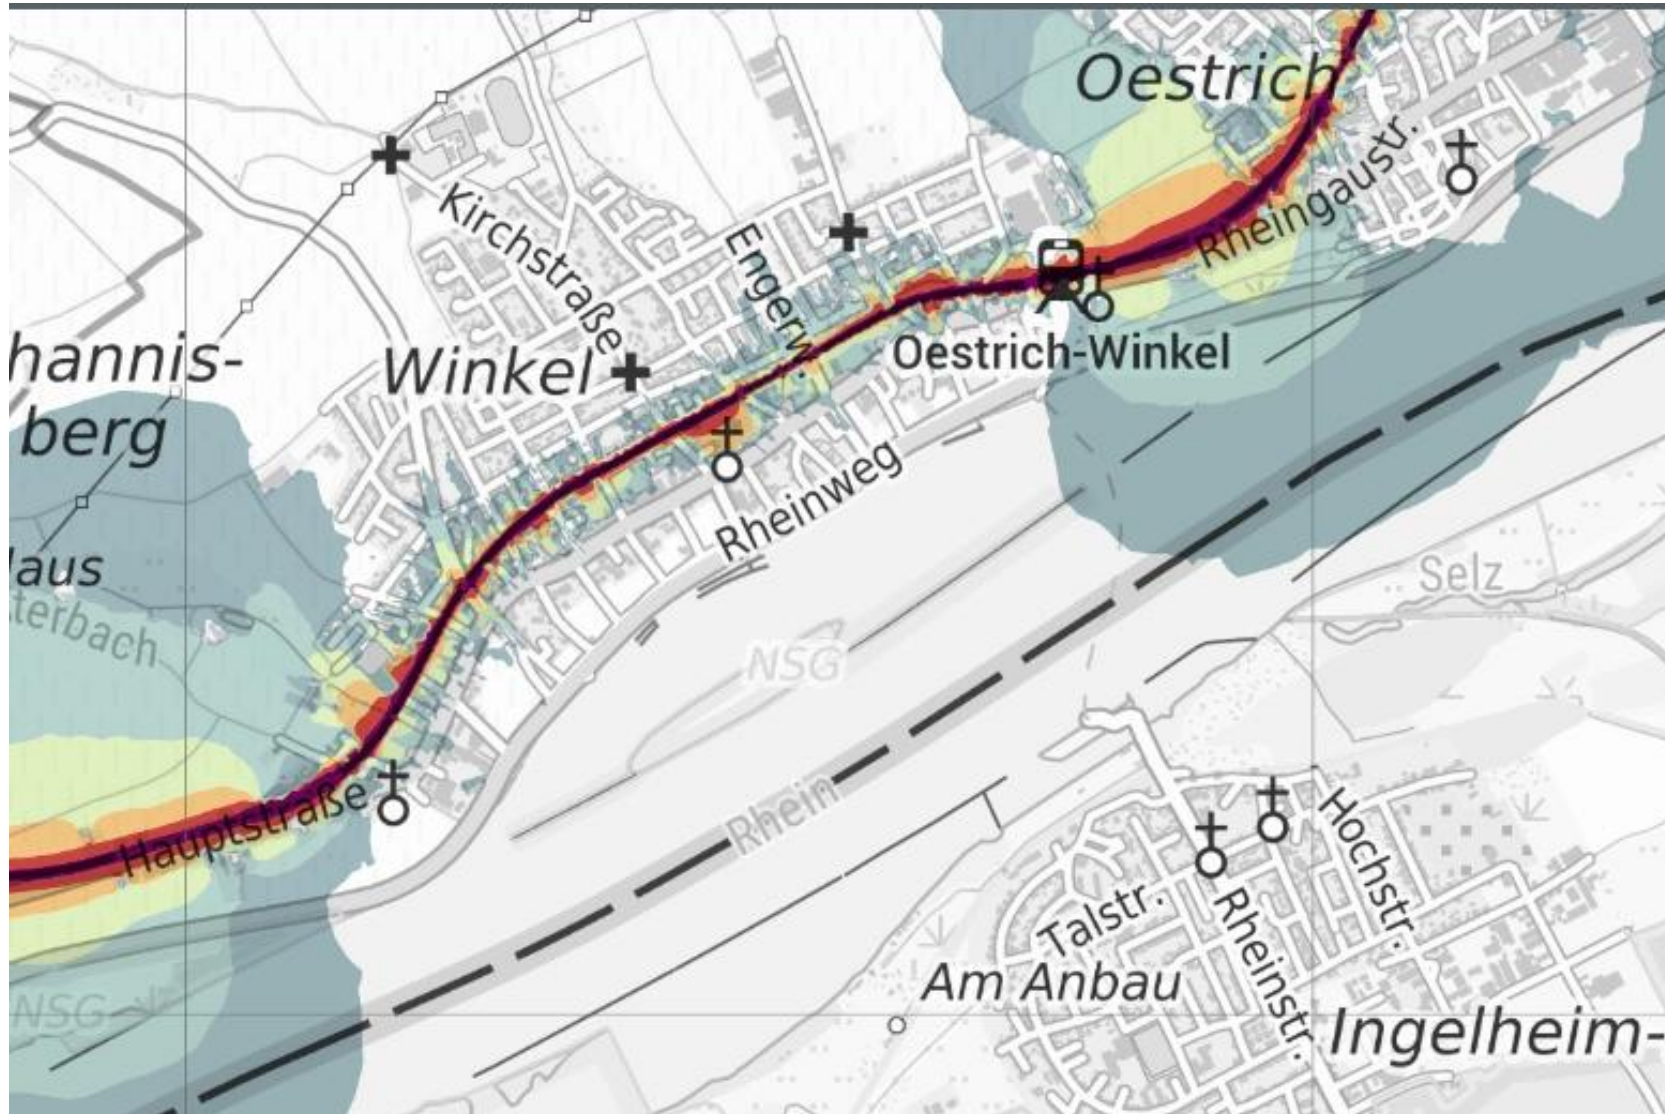 Oestrich
Rheingaustr.
Kirchstraße
Engerw.
hannis-
berg
Winkel
Oestrich-Winkel
Rheinweg
laus
terbach
Selz
NSG
Hauptstraße
Rhein
Hochstr.
Talstr.
Rheinstr.
Am Anbau
NSG
Ingelheim-